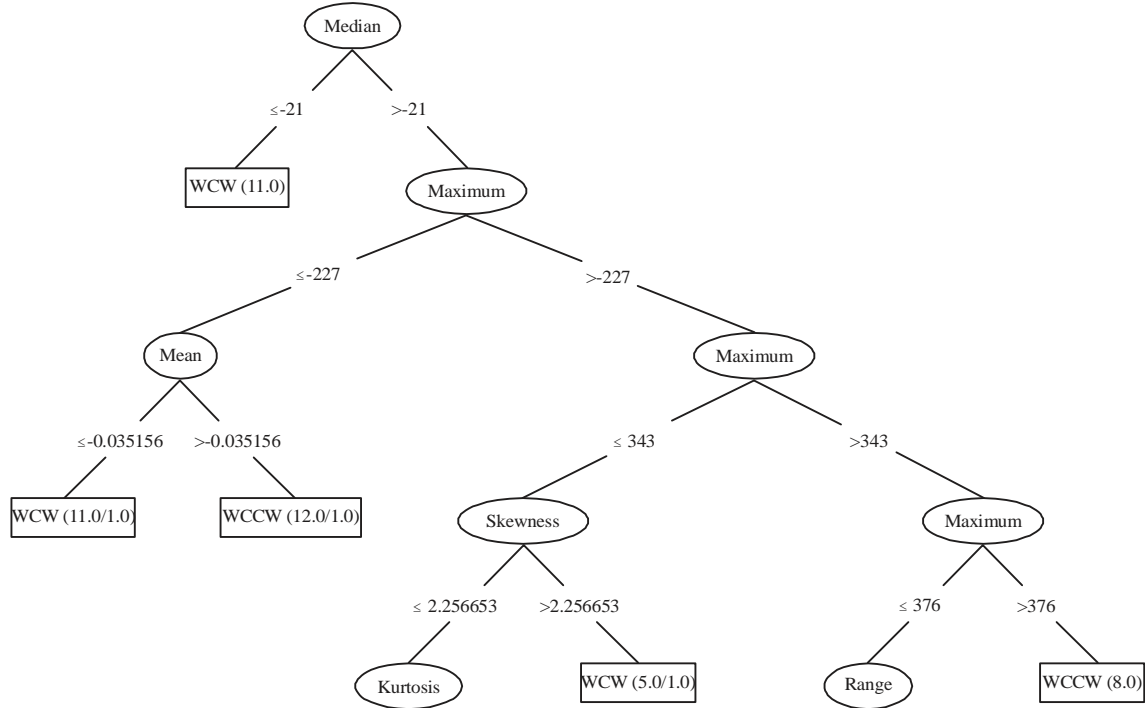 Median
≤-21 >-21
WCW (11.0)
Maximum
≤-227 >-227
Mean Maximum
≤-0.035156 >-0.035156 ≤ 343 >343
WCW (11.0/1.0) WCCW (12.0/1.0) Skewness Maximum
≤ 2.256653 >2.256653 ≤ 376 >376
Kurtosis WCW (5.0/1.0) Range WCCW (8.0)